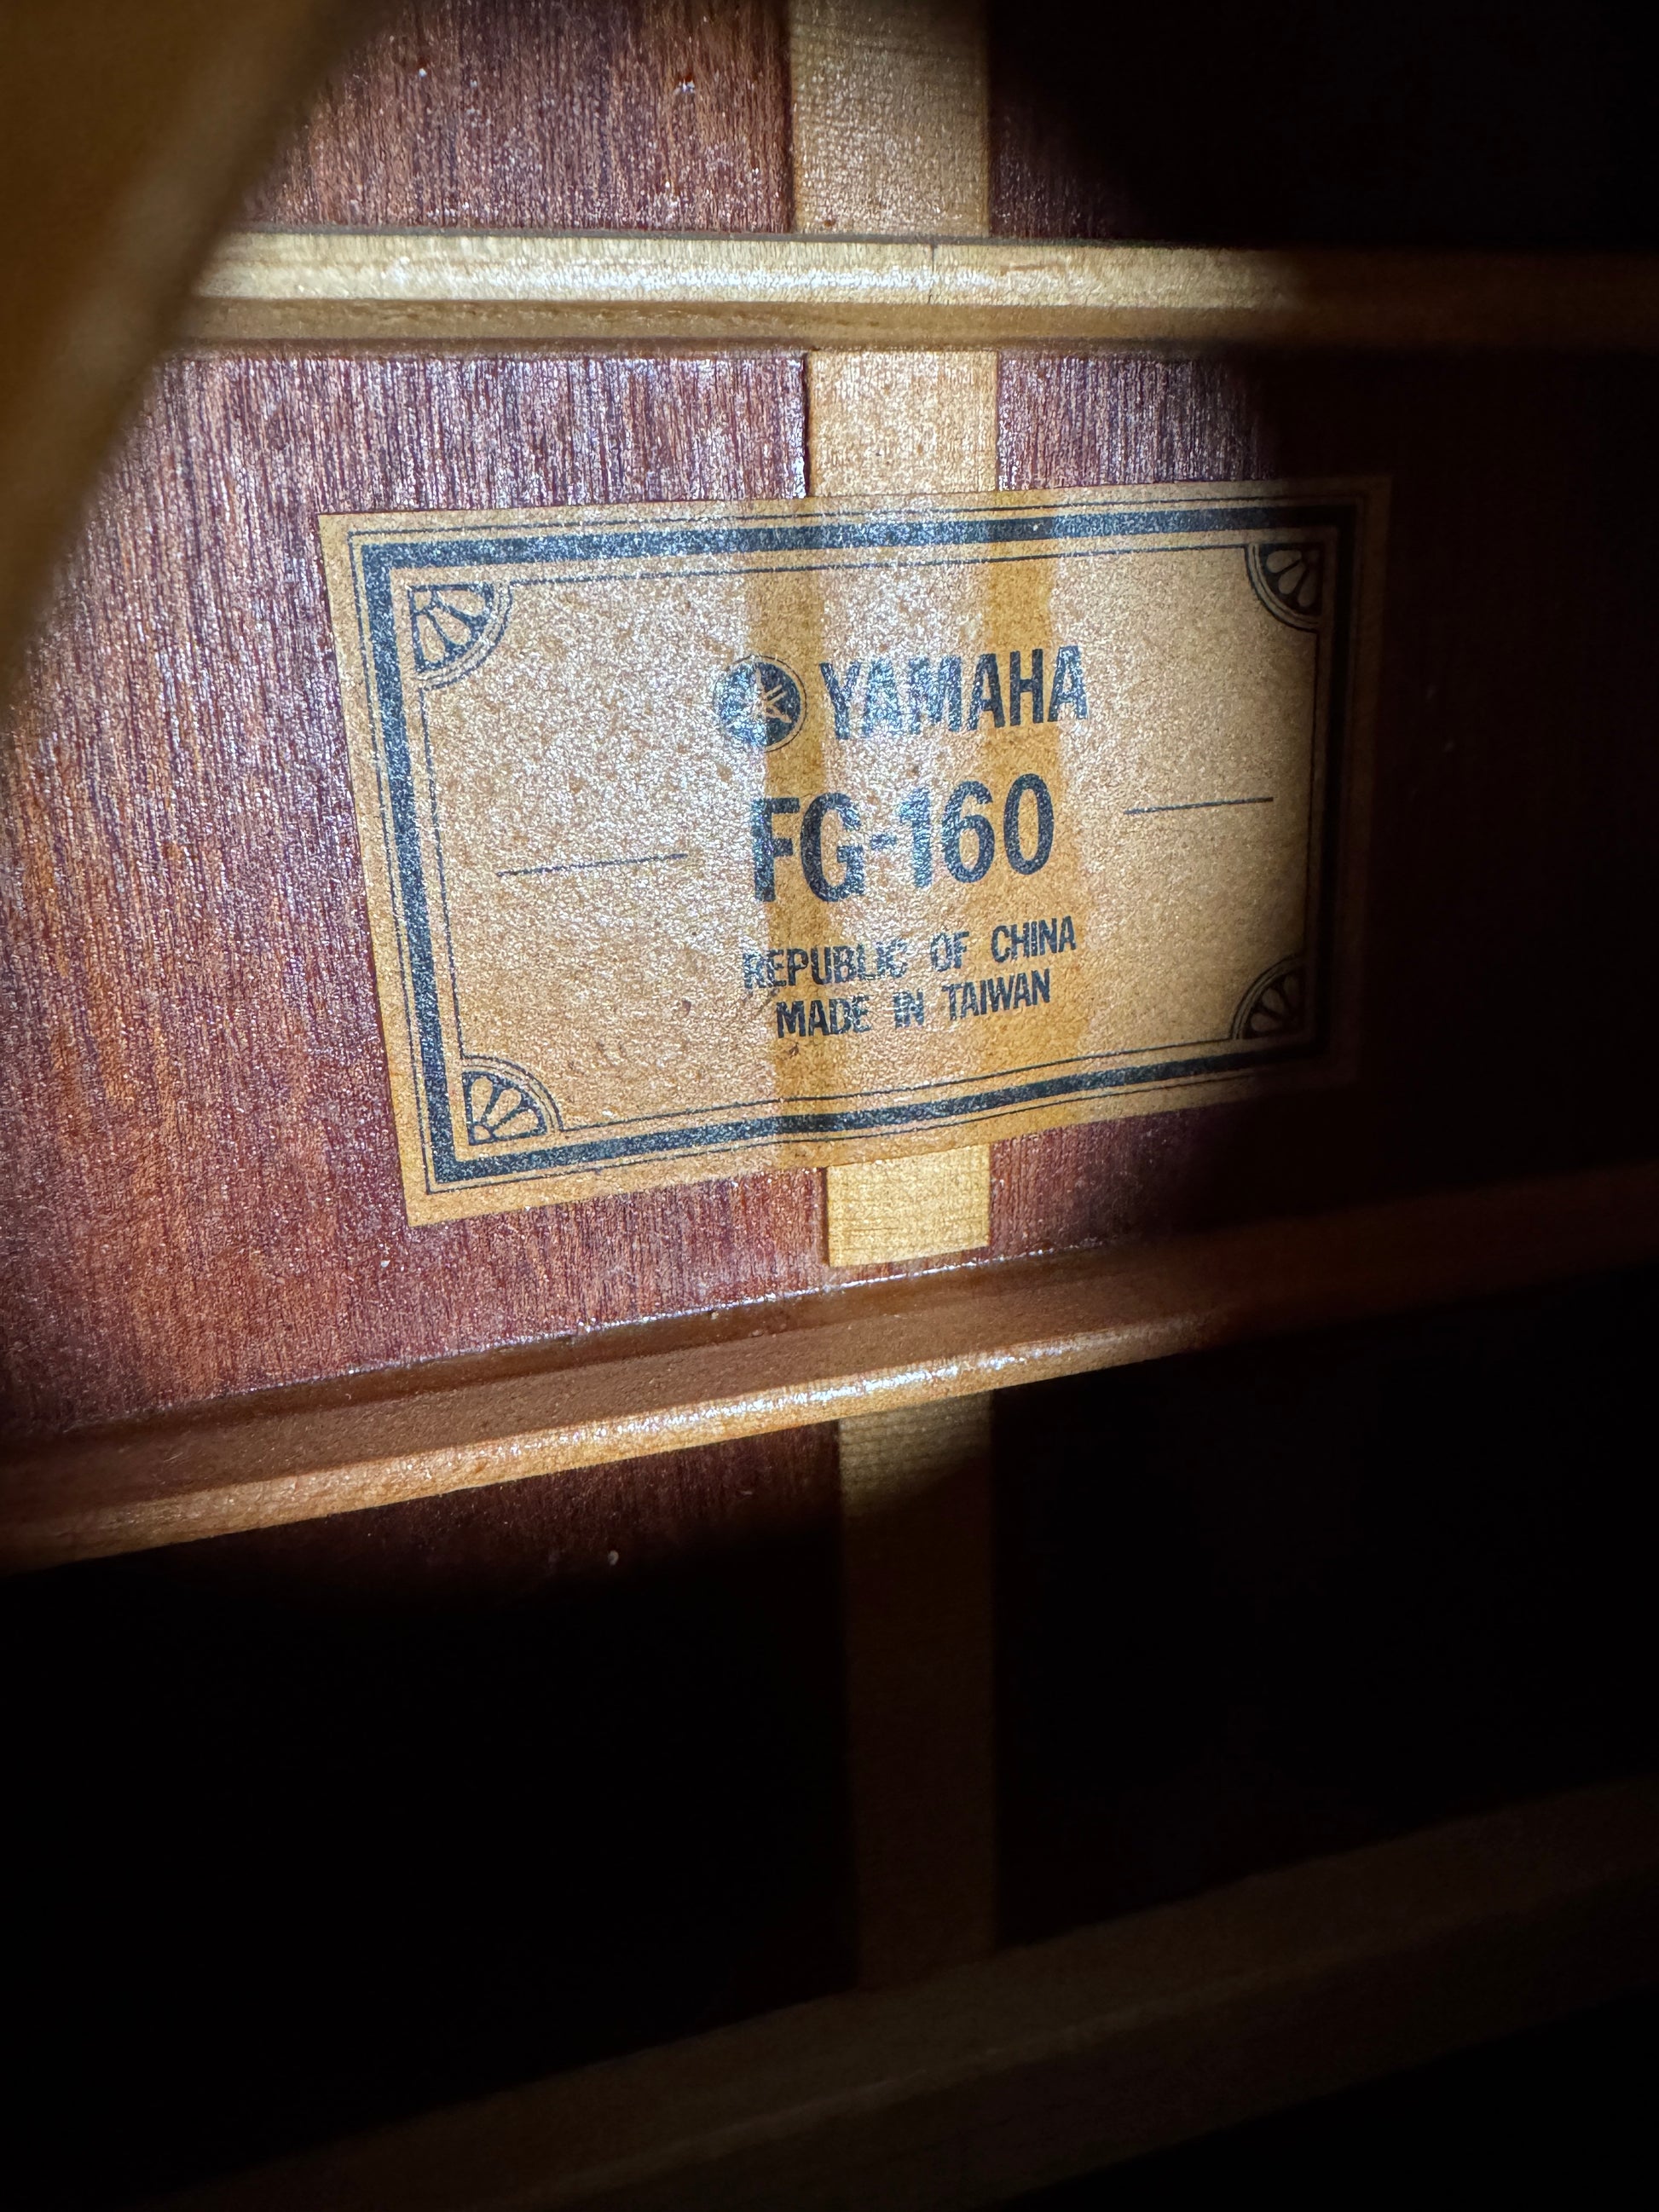 YAMAHA
FG-160
REPUBLIC OF CHINA
MADE IN TAIWAN